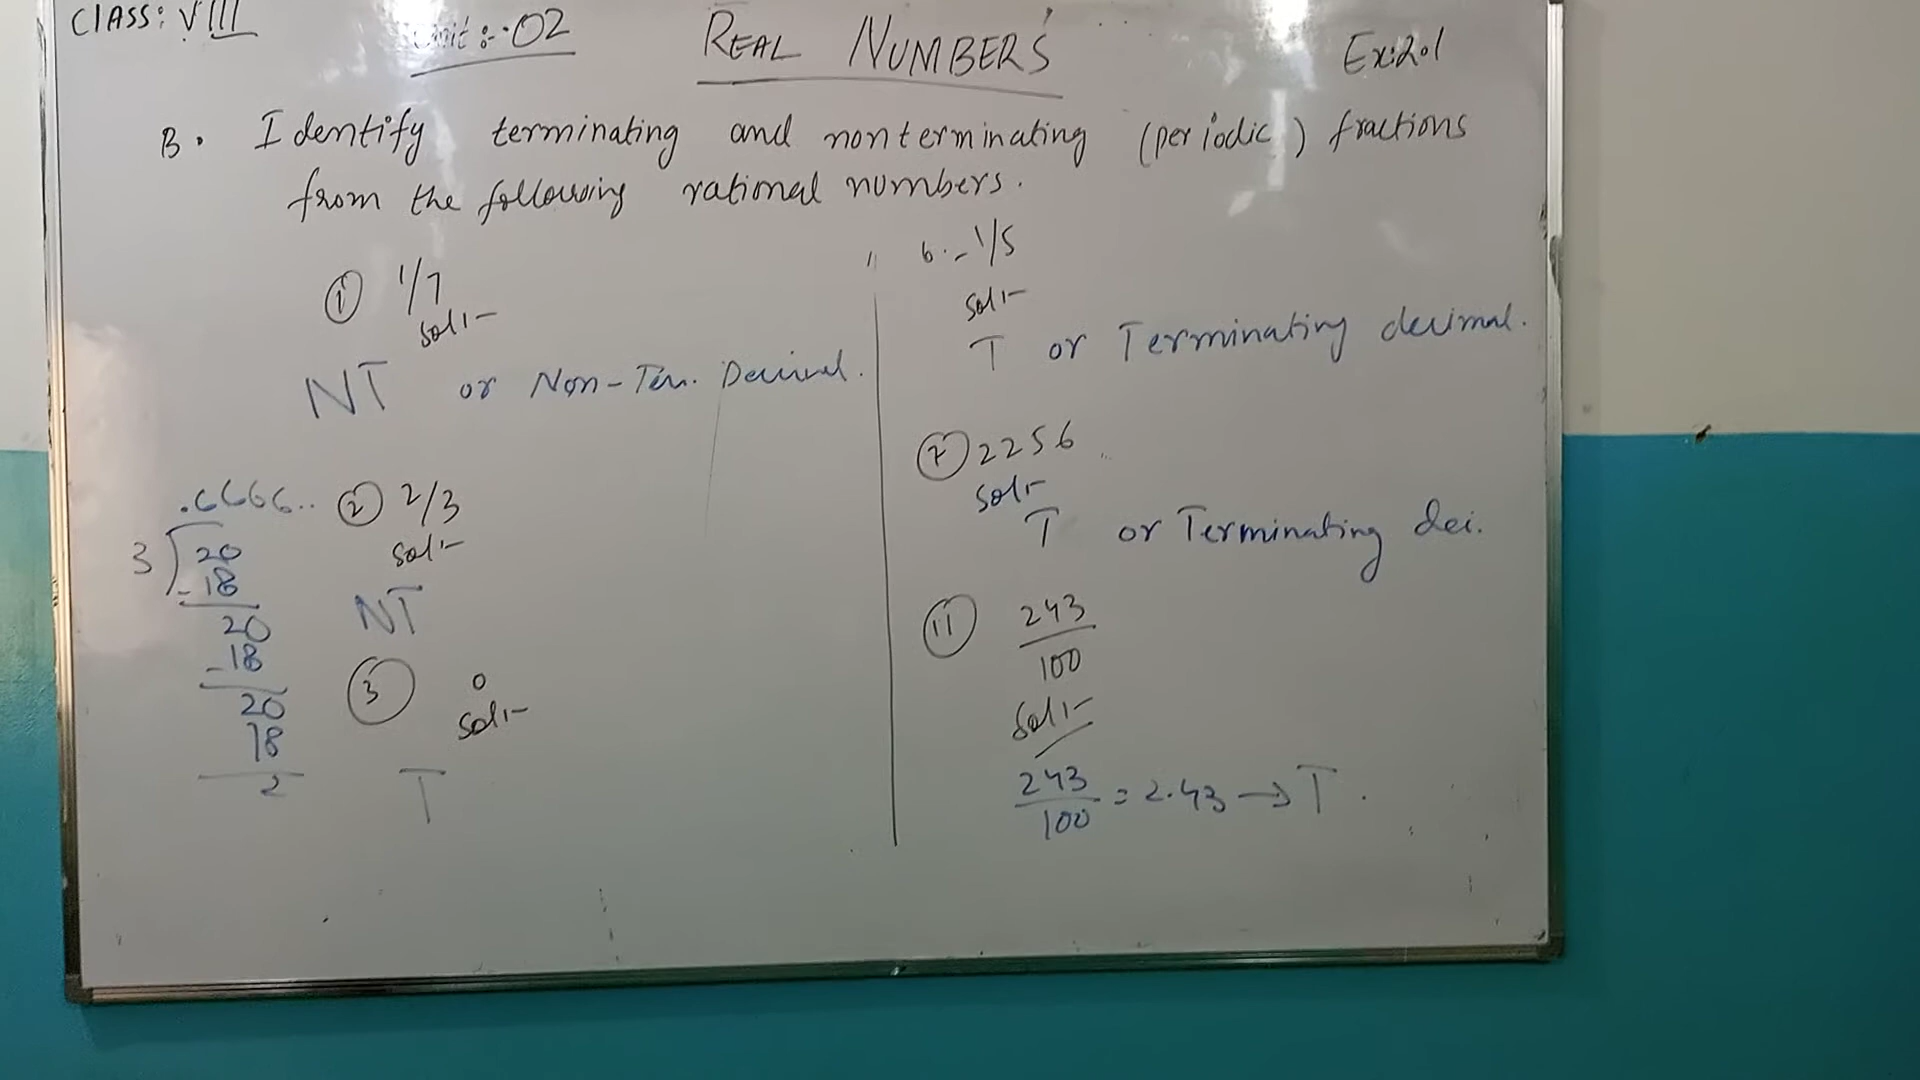 CLASS: VIII
Unit :- 02
REAL NUMBERS
Ex:2.1
B. Identify terminating and nonterminating (periodic) fractions
from the following rational numbers.
① 1/7
Sol:-
NT or Non-Ter. Decimal.
.6666..
3
20
-18
20
-18
20
18
2
② 2/3
Sol:-
NT
③ 0
Sol:-
T
6. - 1/5
Sol:-
T or Terminating decimal.
⑦ 2256
Sol:-
T or Terminating dei.
⑪ 243
100
Sol:-
243
100 = 2.43 → T.